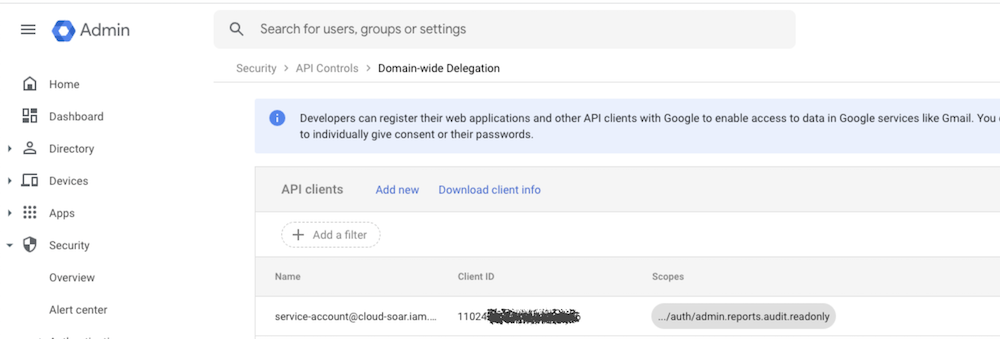 Admin
Search for users, groups or settings
Security > API Controls > Domain-wide Delegation
Home
Dashboard
Directory
Devices
Apps
Security
Overview
Alert center
Developers can register their web applications and other API clients with Google to enable access to data in Google services like Gmail. You
to individually give consent or their passwords.
API clients Add new Download client info
Add a filter
Name Client ID Scopes
service-account@cloud-soar.iam.... 11024 .../auth/admin.reports.audit.readonly